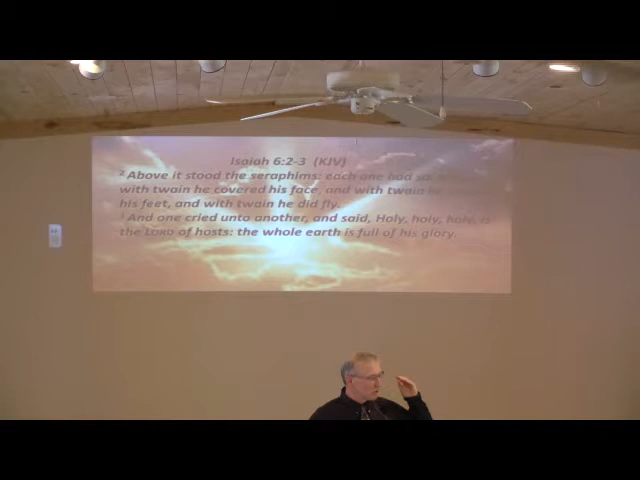 Isaiah 6:2-3 (KJV)
2 Above it stood the seraphims: each one had
with twain he covered his face, and with twain he
his feet, and with twain he did fly.
3 And one cried unto another, and said, Holy, holy, holy, is
the LORD of hosts: the whole earth is full of his glory.